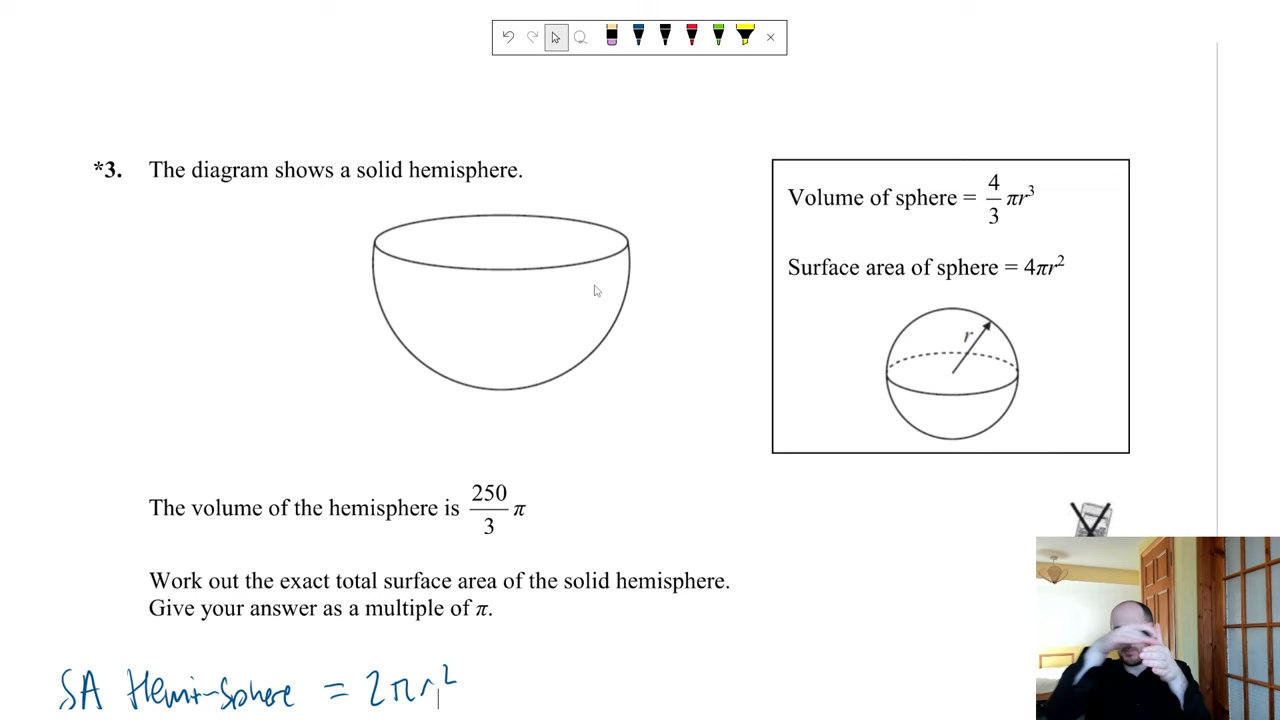 *3. The diagram shows a solid hemisphere.
Volume of sphere = 4/3 πr³
Surface area of sphere = 4πr²
r
The volume of the hemisphere is 250/3 π
Work out the exact total surface area of the solid hemisphere.
Give your answer as a multiple of π.
SA Hemi-sphere = 2πr²